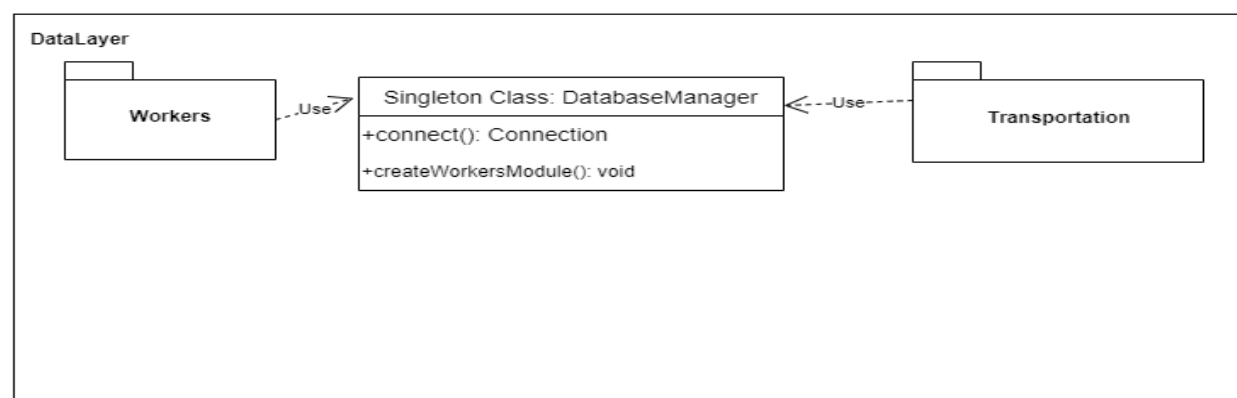 DataLayer
Workers
Use
Singleton Class: DatabaseManager
+connect(): Connection
+createWorkersModule(): void
Use
Transportation